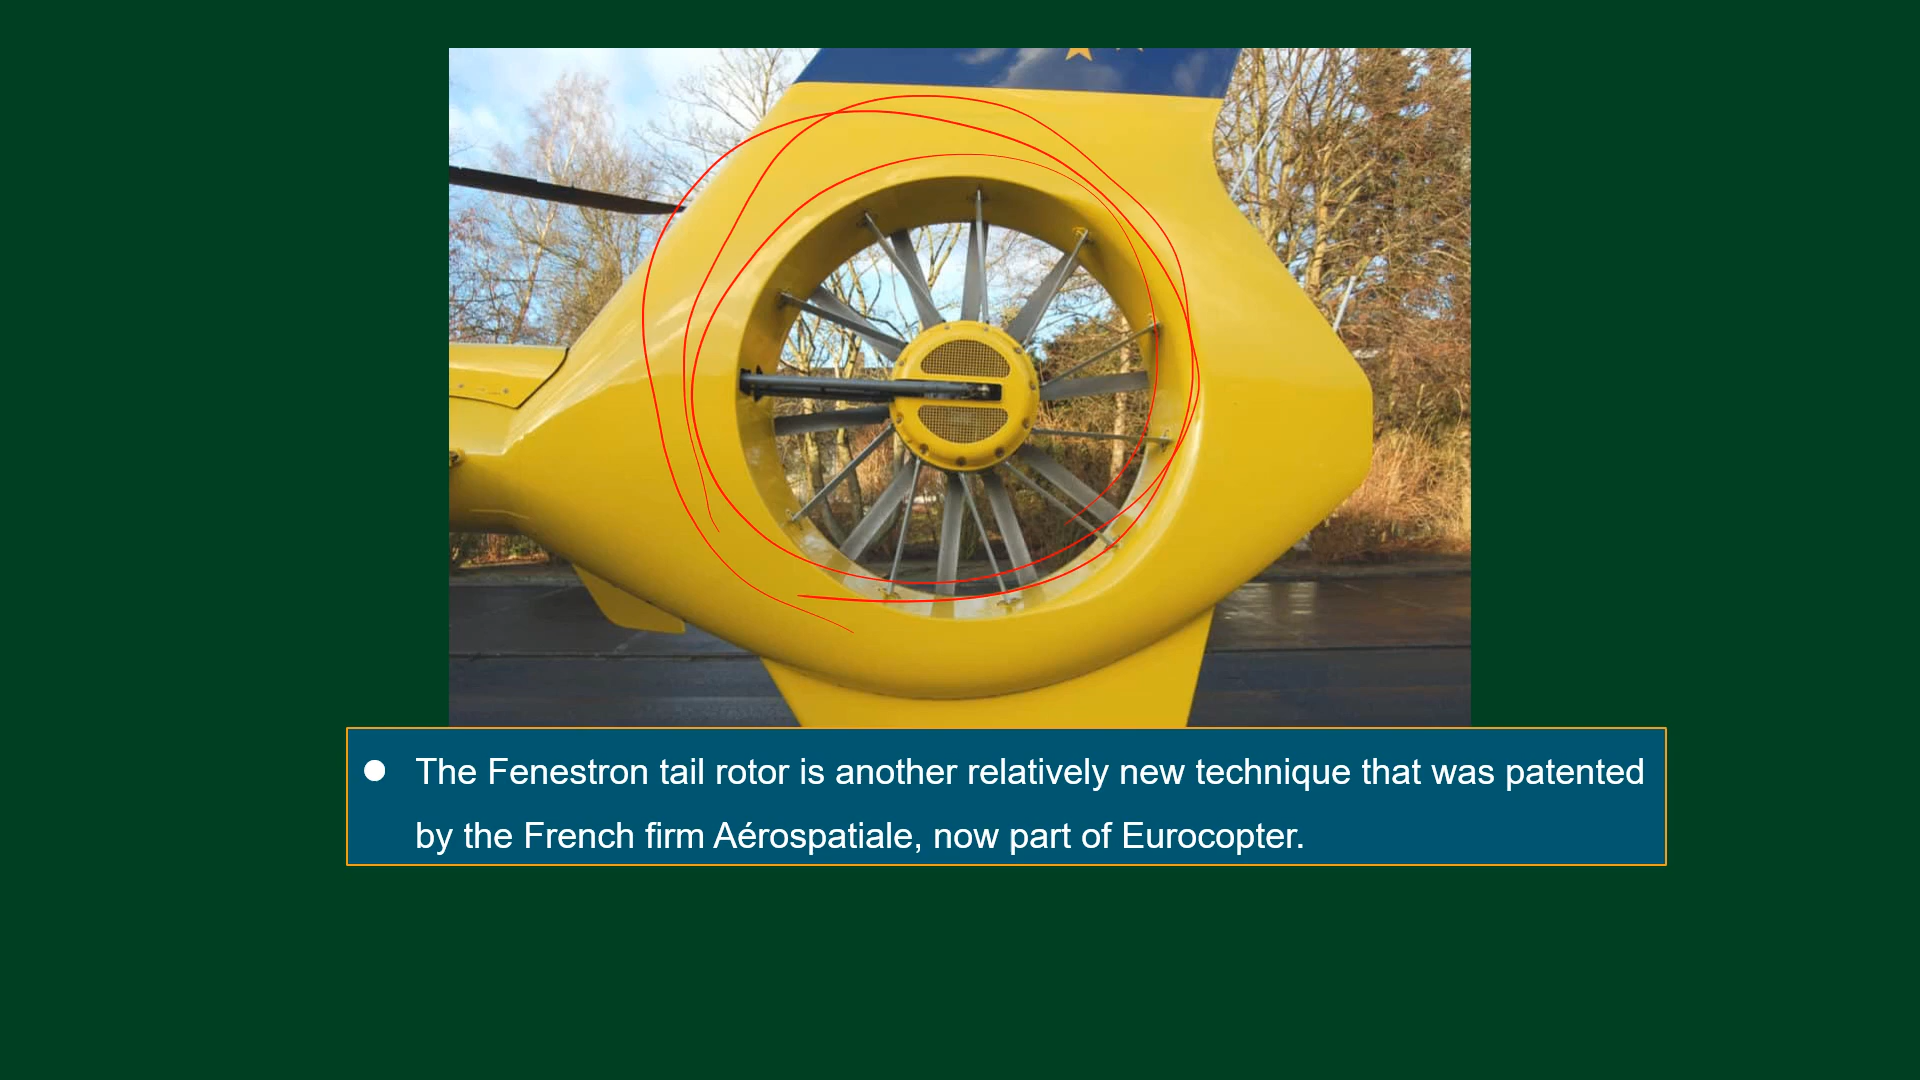 ● The Fenestron tail rotor is another relatively new technique that was patented
by the French firm Aérospatiale, now part of Eurocopter.